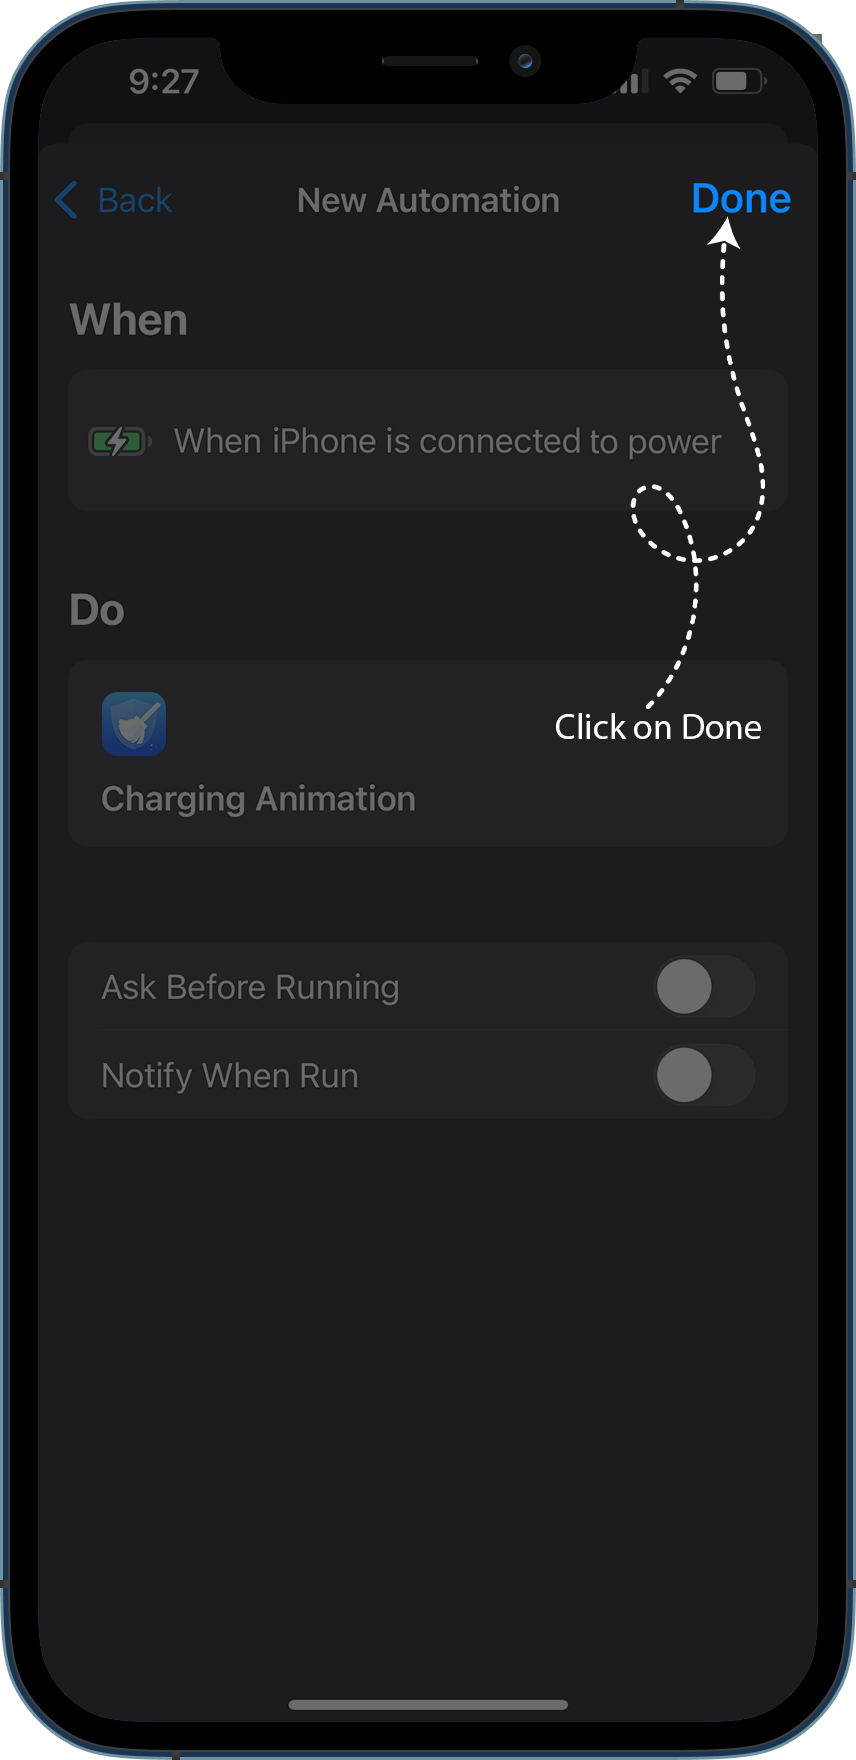 9:27
Back
New Automation
Done
When
When iPhone is connected to power
Do
Click on Done
Charging Animation
Ask Before Running
Notify When Run